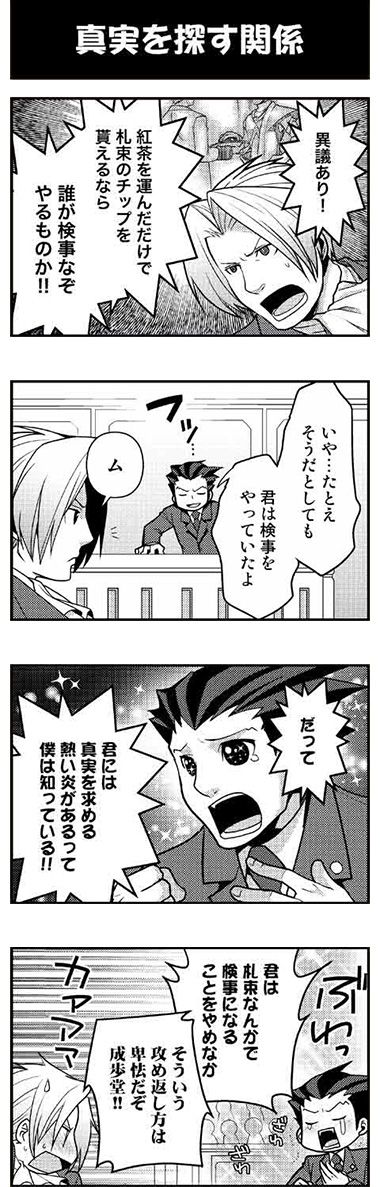 真実を探す関係
異議あり!
紅茶を運んだだけで
札束のチップを
貰えるなら
誰が検事なぞ
やるものか!!
いや…たとえ
そうだとしても
君は検事を
やっていたよ
フッ…
ム
だって
君には
真実を求める
熱い炎があるって
僕は知っている!!
ぶわっ
君は
札束なんかで
検事になる
ことをやめなか
そういう
攻め返し方は
卑怯だぞ
成歩堂!!
カアアア